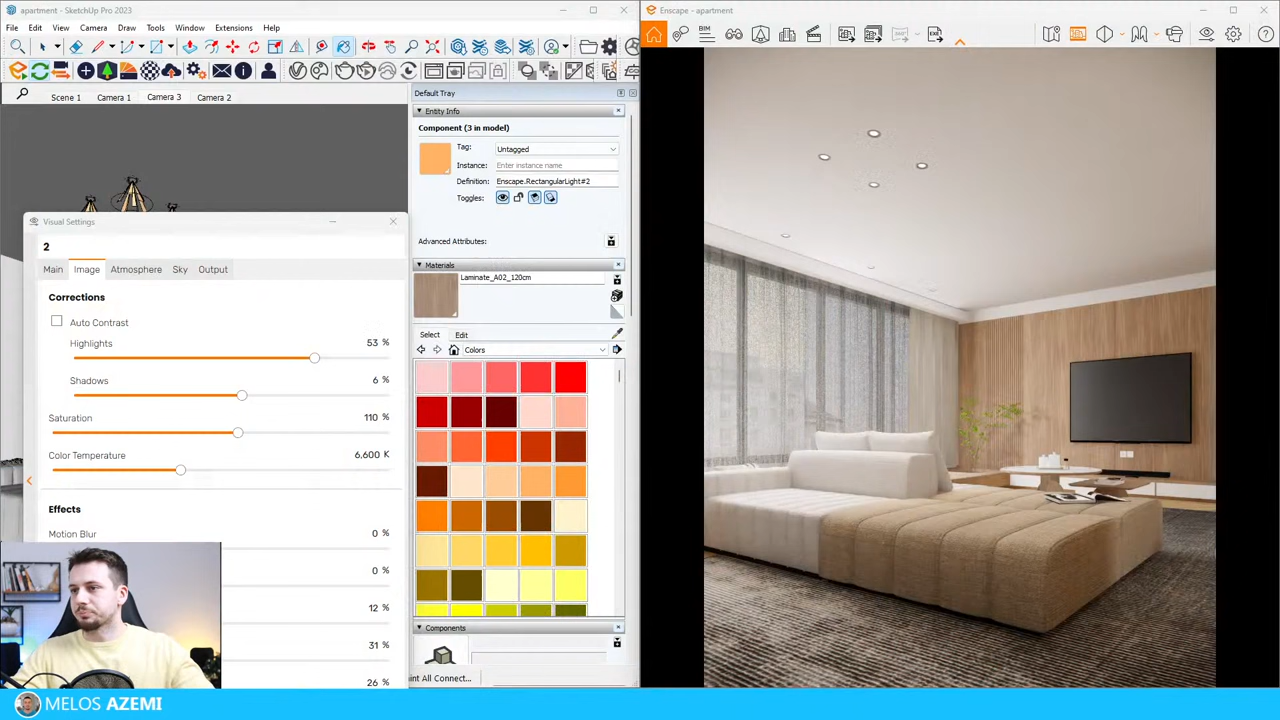 apartment - SketchUp Pro 2023
File Edit View Camera Draw Tools Window Extensions Help
Scene 1 Camera 1 Camera 3 Camera 2
Visual Settings
2
Main Image Atmosphere Sky Output
Corrections
Auto Contrast
Highlights 53 %
Shadows 6 %
Saturation 110 %
Color Temperature 6,600 K
Effects
Motion Blur 0 %
0 %
12 %
31 %
26 %
Default Tray
Entity Info
Component (3 in model)
Tag: Untagged
Instance: Enter instance name
Definition: Enscape.RectangularLight#2
Toggles:
Advanced Attributes:
Materials
Laminate_A02_120cm
Select Edit
Colors
Components
int All Connect...
Enscape - apartment
BIM
EXE
MELOS AZEMI